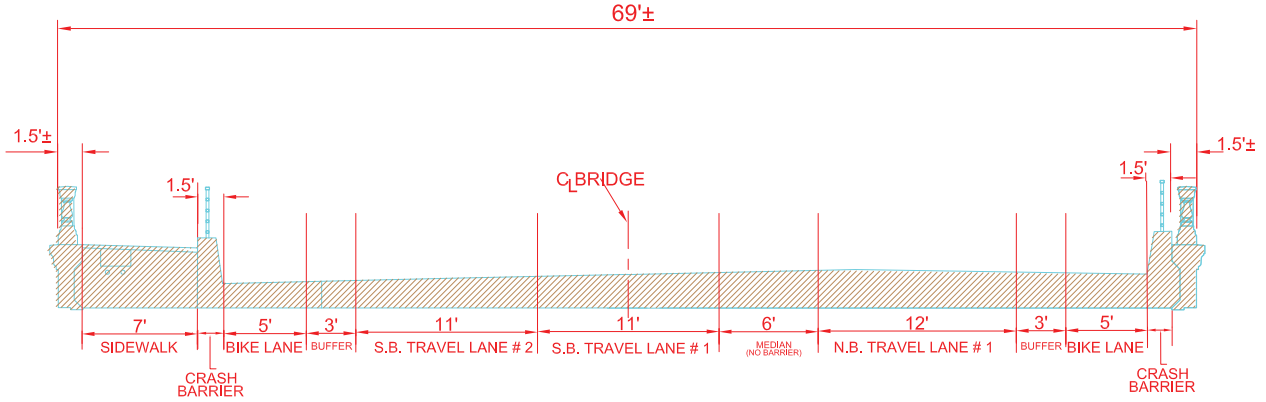 69'±
1.5'±
1.5'±
1.5'
1.5'
CL BRIDGE
7'
5'
3'
11'
11'
6'
12'
3'
5'
SIDEWALK
BIKE LANE
BUFFER
S.B. TRAVEL LANE # 2
S.B. TRAVEL LANE # 1
MEDIAN
(NO BARRIER)
N.B. TRAVEL LANE # 1
BUFFER
BIKE LANE
CRASH
BARRIER
CRASH
BARRIER